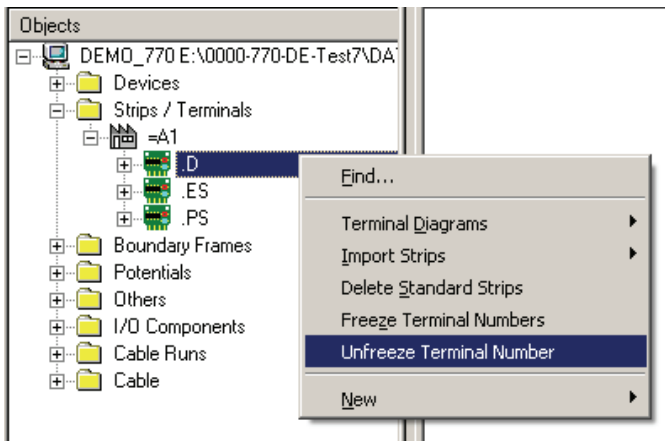 Objects
DEMO_770 E:\0000-770-DE-Test7\DA
Devices
Strips / Terminals
=A1
.D
.ES
.PS
Boundary Frames
Potentials
Others
I/O Components
Cable Runs
Cable
Find...
Terminal Diagrams
Import Strips
Delete Standard Strips
Freeze Terminal Numbers
Unfreeze Terminal Number
New